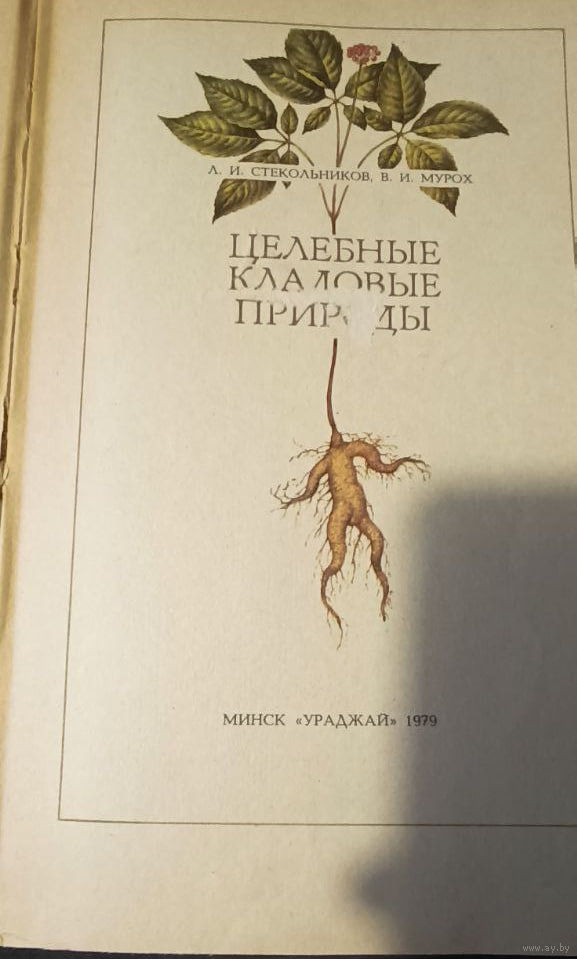 Л. И. СТЕКОЛЬНИКОВ, В. И. МУРОХ
ЦЕЛЕБНЫЕ
КЛАДОВЫЕ
ПРИРОДЫ
МИНСК «УРАДЖАЙ» 1979
www.ay.by